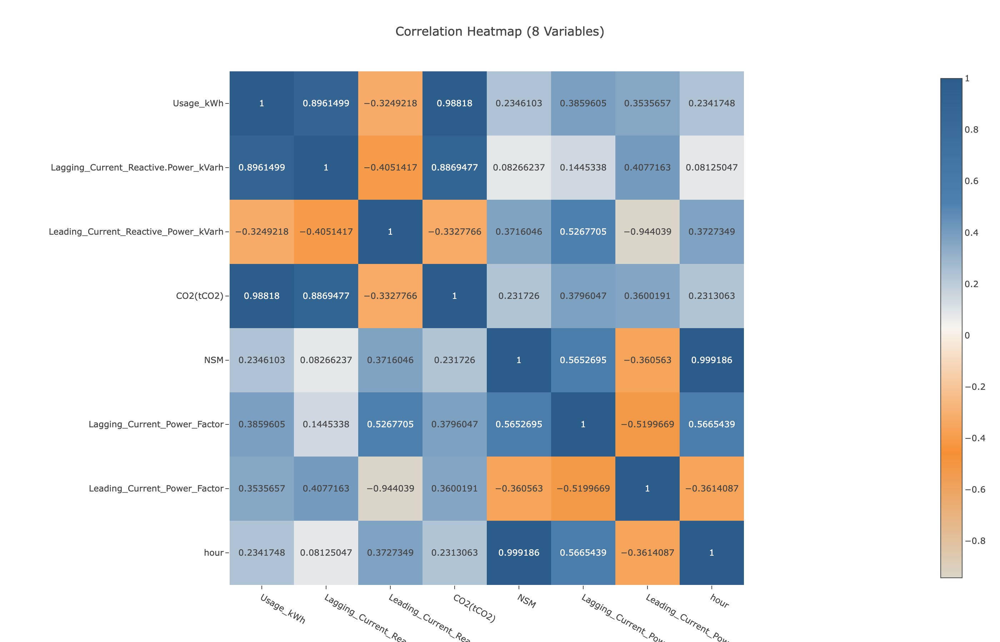 Correlation Heatmap (8 Variables)
Usage_kWh 1 0.8961499 −0.3249218 0.98818 0.2346103 0.3859605 0.3535657 0.2341748
Lagging_Current_Reactive.Power_kVarh 0.8961499 1 −0.4051417 0.8869477 0.08266237 0.1445338 0.4077163 0.08125047
Leading_Current_Reactive_Power_kVarh −0.3249218 −0.4051417 1 −0.3327766 0.3716046 0.5267705 −0.944039 0.3727349
CO2(tCO2) 0.98818 0.8869477 −0.3327766 1 0.231726 0.3796047 0.3600191 0.2313063
NSM 0.2346103 0.08266237 0.3716046 0.231726 1 0.5652695 −0.360563 0.999186
Lagging_Current_Power_Factor 0.3859605 0.1445338 0.5267705 0.3796047 0.5652695 1 −0.5199669 0.5665439
Leading_Current_Power_Factor 0.3535657 0.4077163 −0.944039 0.3600191 −0.360563 −0.5199669 1 −0.3614087
hour 0.2341748 0.08125047 0.3727349 0.2313063 0.999186 0.5665439 −0.3614087 1
Usage_kWh
Lagging_Current_Rea
Leading_Current_Rea
CO2(tCO2)
NSM
Lagging_Current_Pow
Leading_Current_Pow
hour
1
0.8
0.6
0.4
0.2
0
−0.2
−0.4
−0.6
−0.8